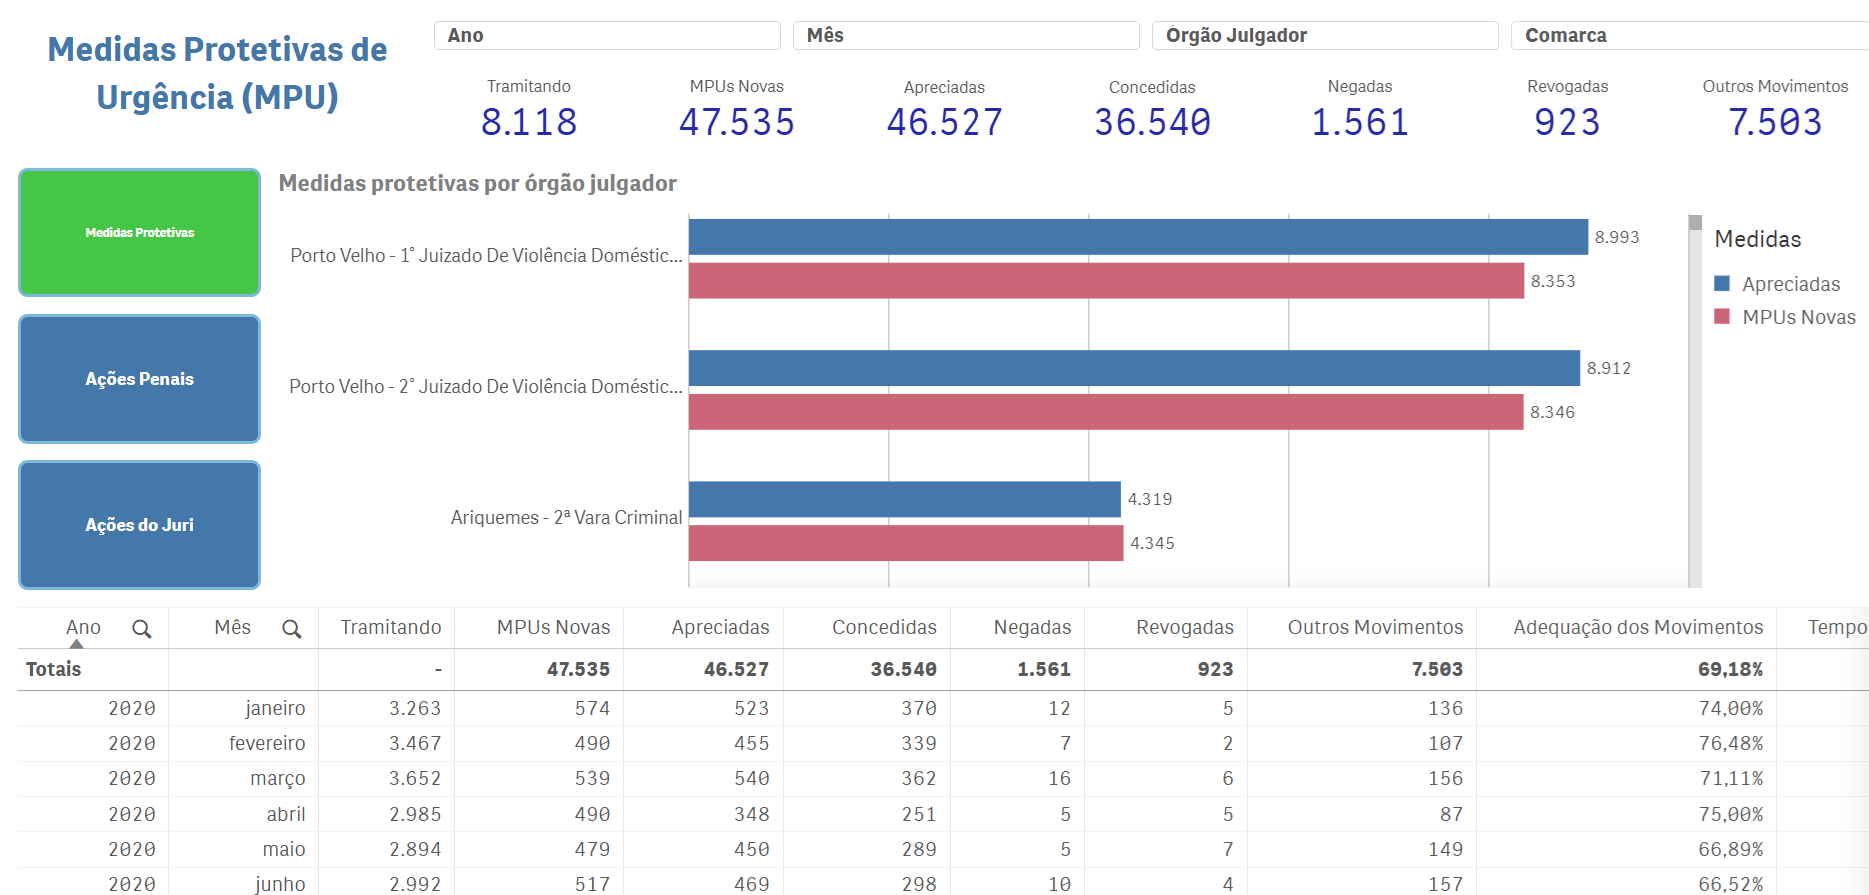 Medidas Protetivas de
Urgência (MPU)
Ano
Mês
Órgão Julgador
Comarca
Tramitando
8.118
MPUs Novas
47.535
Apreciadas
46.527
Concedidas
36.540
Negadas
1.561
Revogadas
923
Outros Movimentos
7.503
Medidas Protetivas
Ações Penais
Ações do Juri
Medidas protetivas por órgão julgador
Porto Velho - 1° Juizado De Violência Doméstic...
8.993
8.353
Porto Velho - 2° Juizado De Violência Doméstic...
8.912
8.346
Ariquemes - 2ª Vara Criminal
4.319
4.345
Medidas
Apreciadas
MPUs Novas
Ano Mês Tramitando MPUs Novas Apreciadas Concedidas Negadas Revogadas Outros Movimentos Adequação dos Movimentos Tempo
Totais - 47.535 46.527 36.540 1.561 923 7.503 69,18%
2020 janeiro 3.263 574 523 370 12 5 136 74,00%
2020 fevereiro 3.467 490 455 339 7 2 107 76,48%
2020 março 3.652 539 540 362 16 6 156 71,11%
2020 abril 2.985 490 348 251 5 5 87 75,00%
2020 maio 2.894 479 450 289 5 7 149 66,89%
2020 junho 2.992 517 469 298 10 4 157 66,52%